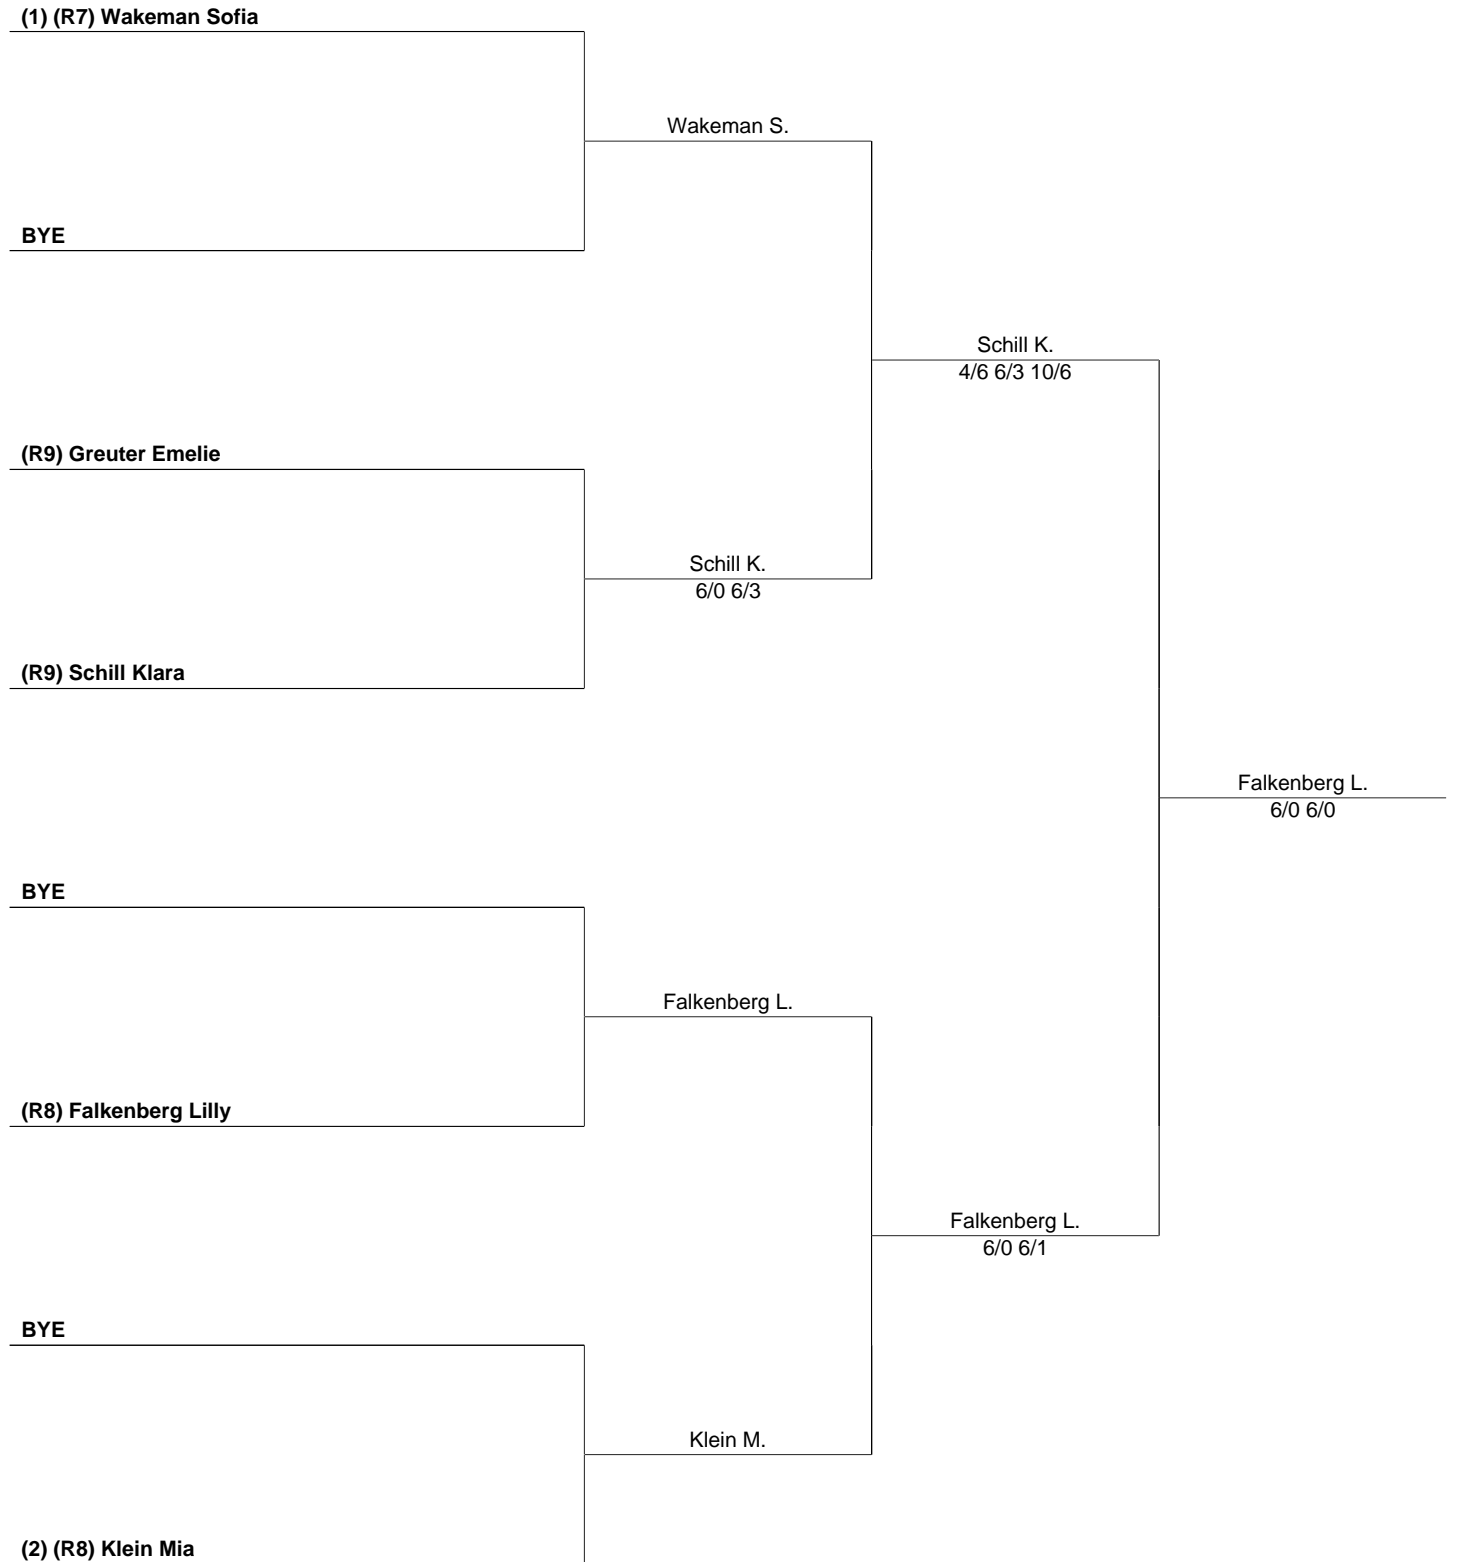 (1) (R7) Wakeman Sofia
Wakeman S.
BYE
Schill K.
4/6 6/3 10/6
(R9) Greuter Emelie
Schill K.
6/0 6/3
(R9) Schill Klara
Falkenberg L.
6/0 6/0
BYE
Falkenberg L.
(R8) Falkenberg Lilly
Falkenberg L.
6/0 6/1
BYE
Klein M.
(2) (R8) Klein Mia